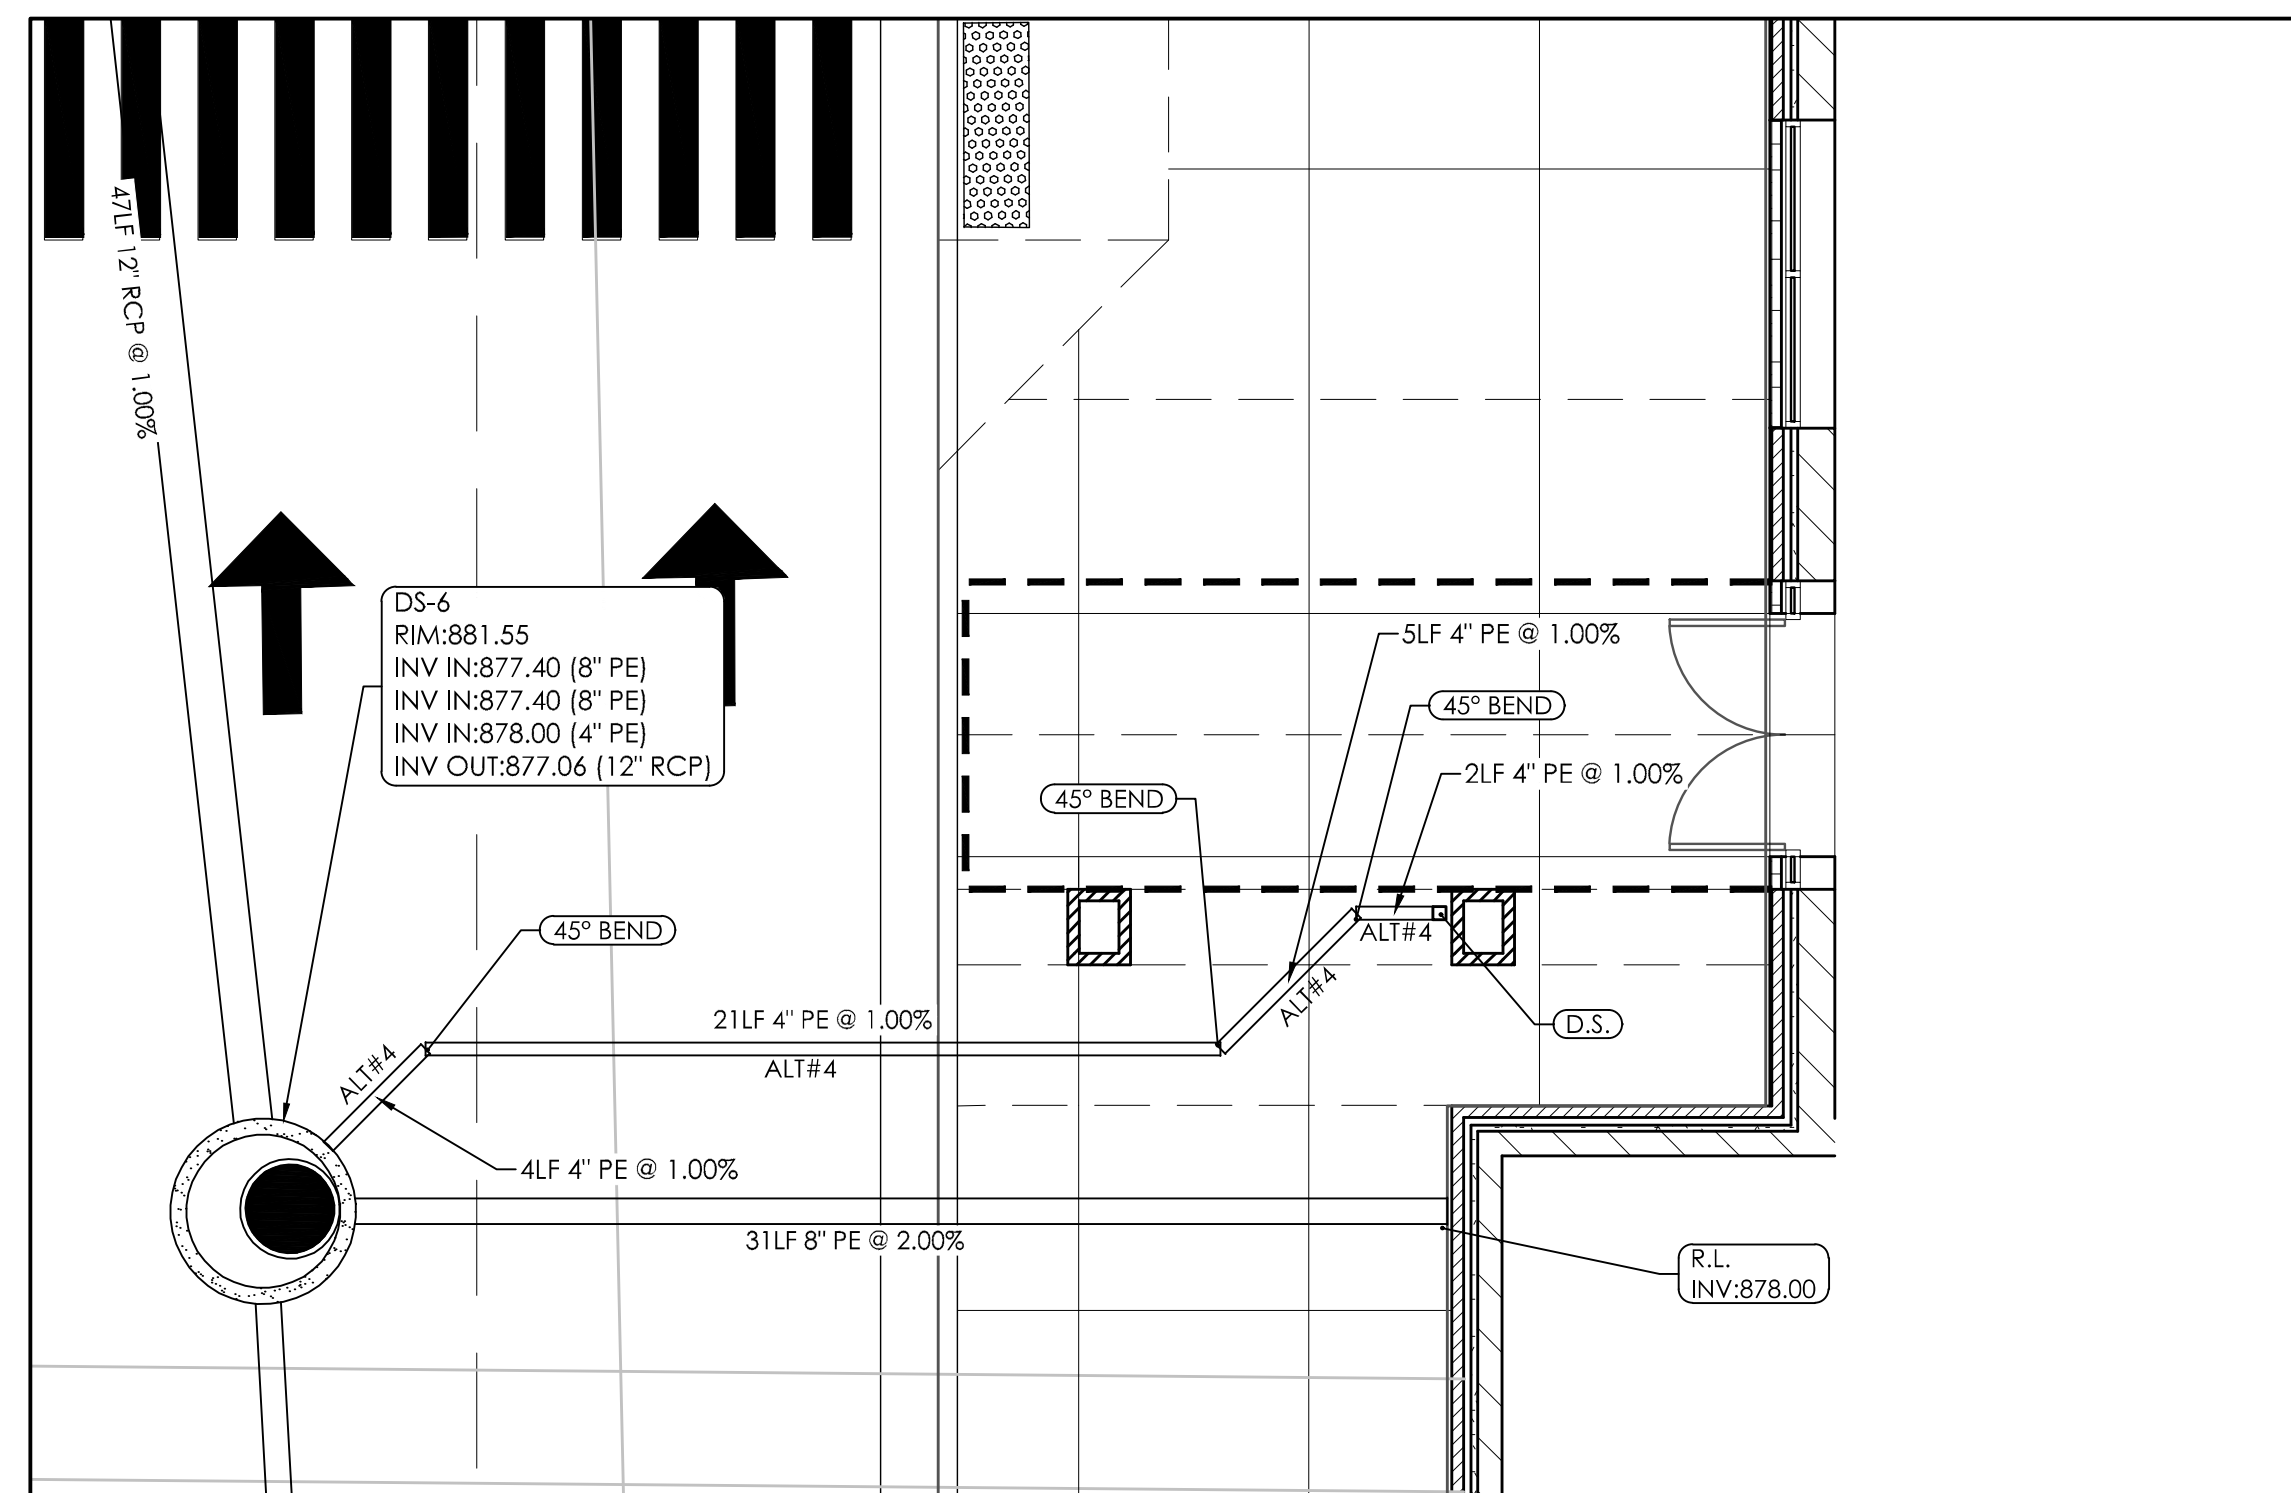 47LF 12" RCP @ 1.00%
DS-6
RIM:881.55
INV IN:877.40 (8" PE)
INV IN:877.40 (8" PE)
INV IN:878.00 (4" PE)
INV OUT:877.06 (12" RCP)
5LF 4" PE @ 1.00%
45° BEND
2LF 4" PE @ 1.00%
45° BEND
45° BEND
ALT#4
ALT#4
21LF 4" PE @ 1.00%
ALT#4
D.S.
ALT#4
4LF 4" PE @ 1.00%
31LF 8" PE @ 2.00%
R.L.
INV:878.00